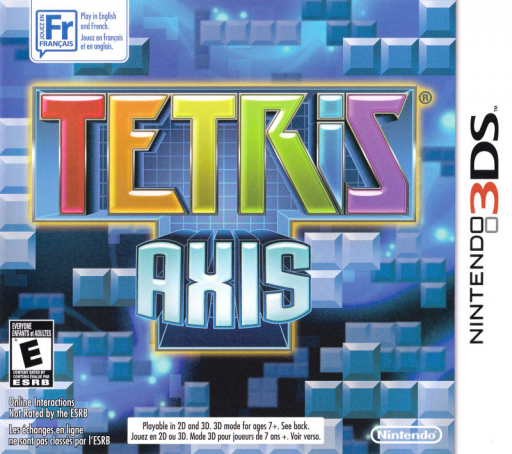 JOUEZ EN
Fr
FRANÇAIS
Play in English
and French.
Jouez en français
et en anglais.
TETRiS®
AXIS
NINTENDO 3DS™
EVERYONE
ENFANTS et ADULTES
E
CONTENT RATED BY
CONTENU ÉVALUÉ PAR
ESRB
Online Interactions
Not Rated by the ESRB
Les échanges en ligne
ne sont pas classés par l'ESRB
Playable in 2D and 3D. 3D mode for ages 7+. See back.
Jouez en 2D ou 3D. Mode 3D pour joueurs de 7 ans +. Voir verso.
Nintendo®